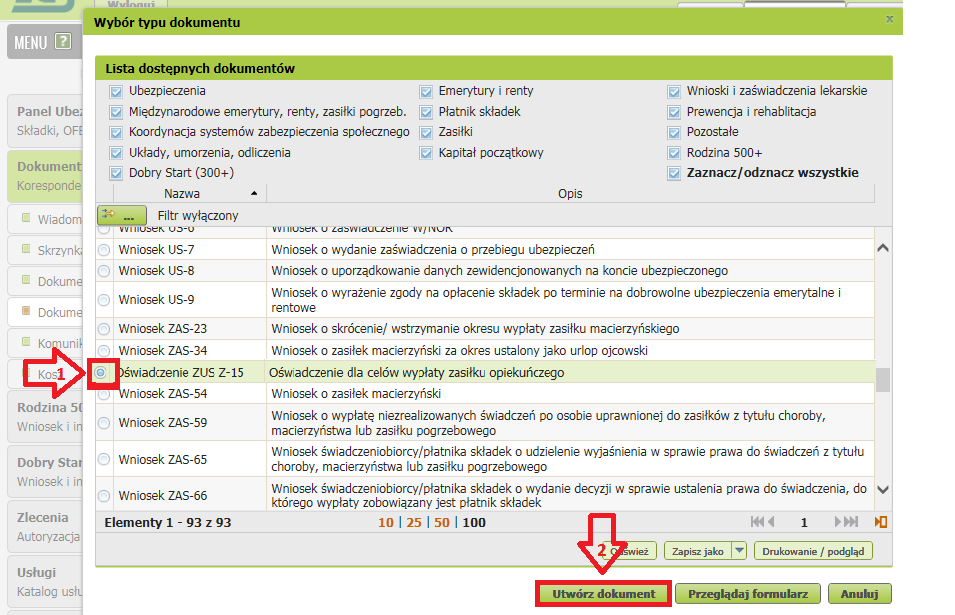 Wyloguj
Wybór typu dokumentu
x
MENU ?
Lista dostępnych dokumentów
Ubezpieczenia
Emerytury i renty
Wnioski i zaświadczenia lekarskie
Międzynarodowe emerytury, renty, zasiłki pogrzeb.
Płatnik składek
Prewencja i rehabilitacja
Koordynacja systemów zabezpieczenia społecznego
Zasiłki
Pozostałe
Układy, umorzenia, odliczenia
Kapitał początkowy
Rodzina 500+
Dobry Start (300+)
Zaznacz/odznacz wszystkie
Nazwa
Opis
...
Filtr wyłączony
Wniosek US-6
Wniosek o zaświadczenie W/NOR
Wniosek US-7
Wniosek o wydanie zaświadczenia o przebiegu ubezpieczeń
Wniosek US-8
Wniosek o uporządkowanie danych zewidencjonowanych na koncie ubezpieczonego
Wniosek US-9
Wniosek o wyrażenie zgody na opłacenie składek po terminie na dobrowolne ubezpieczenia emerytalne i
rentowe
Wniosek ZAS-23
Wniosek o skrócenie/ wstrzymanie okresu wypłaty zasiłku macierzyńskiego
Wniosek ZAS-34
Wniosek o zasiłek macierzyński za okres ustalony jako urlop ojcowski
1
Oświadczenie ZUS Z-15
Oświadczenie dla celów wypłaty zasiłku opiekuńczego
Wniosek ZAS-54
Wniosek o zasiłek macierzyński
Wniosek ZAS-59
Wniosek o wypłatę niezrealizowanych świadczeń po osobie uprawnionej do zasiłków z tytułu choroby,
macierzyństwa lub zasiłku pogrzebowego
Wniosek ZAS-65
Wniosek świadczeniobiorcy/płatnika składek o udzielenie wyjaśnienia w sprawie prawa do świadczeń z tytułu
choroby, macierzyństwa lub zasiłku pogrzebowego
Wniosek ZAS-66
Wniosek świadczeniobiorcy/płatnika składek o wydanie decyzji w sprawie ustalenia prawa do świadczenia, do
którego wypłaty zobowiązany jest płatnik składek
Elementy 1 - 93 z 93
10 | 25 | 50 | 100
1
2
Odśwież
Zapisz jako
Drukowanie / podgląd
Utwórz dokument
Przeglądaj formularz
Anuluj
Panel Ubez
Składki, OFE
Dokument
Koresponde
Wiadom
Skrzynka
Dokume
Dokume
Komunik
Kosz
Rodzina 50
Wniosek i in
Dobry Star
Wniosek i in
Zlecenia
Autoryzacja
Usługi
Katalog usłu